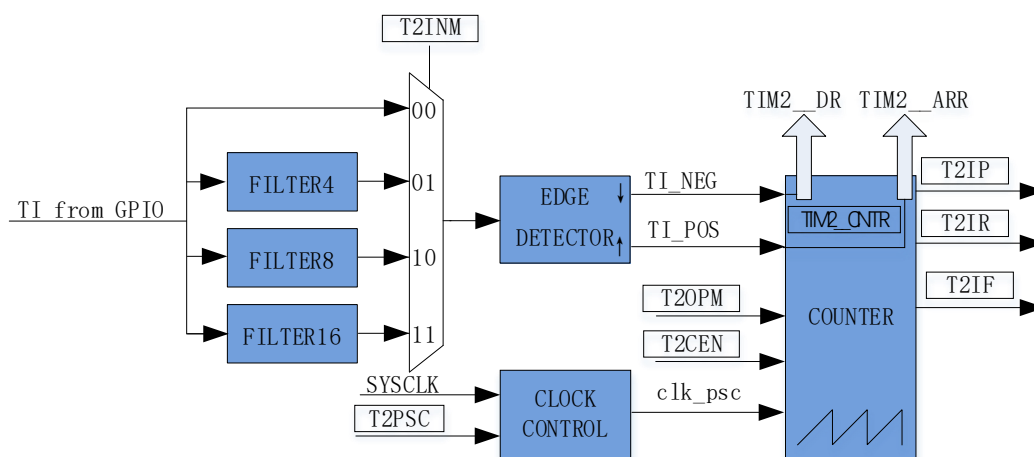 T2INM
TIM2__DR TIM2__ARR
00
FILTER4
01
TI from GPIO
FILTER8
10
FILTER16
11
EDGE
DETECTOR
↓
↑
TI_NEG
TI_POS
TIM2__CNTR
T2IP
T2IR
T2IF
T2OPM
T2CEN
COUNTER
SYSCLK
T2PSC
CLOCK
CONTROL
clk_psc